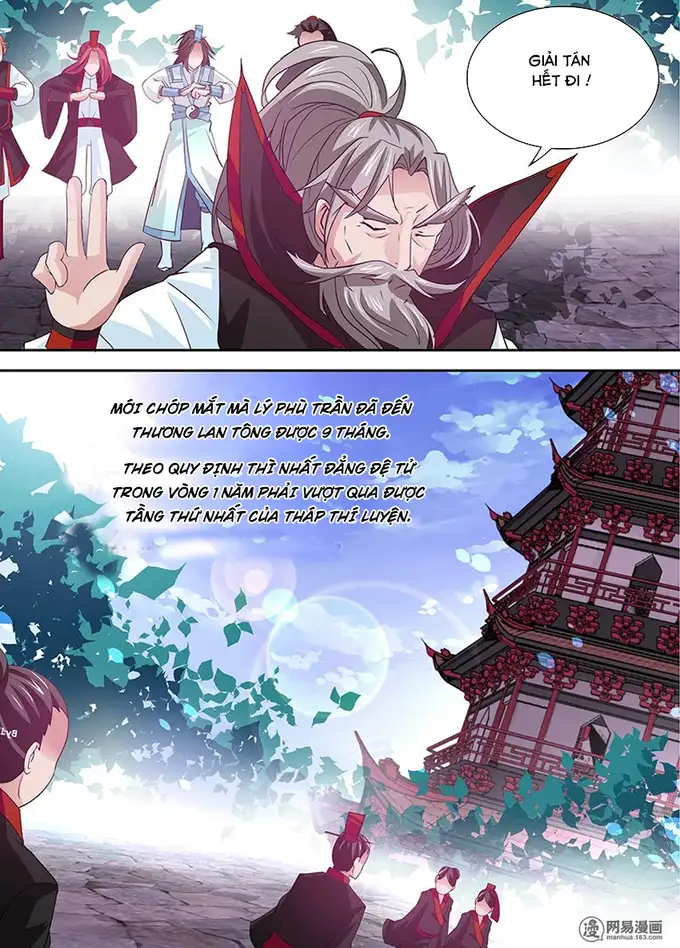 GIẢI TÁN
HẾT ĐI !
MỚI CHỚP MẮT MÀ LÝ PHÙ TRẦN ĐÃ ĐẾN
THƯƠNG LAN TÔNG ĐƯỢC 9 THÁNG.
THEO QUY ĐỊNH THÌ NHẤT ĐẲNG ĐỆ TỬ
TRONG VÒNG 1 NĂM PHẢI VƯỢT QUA ĐƯỢC
TẦNG THỨ NHẤT CỦA THÁP THÍ LUYỆN.
网易漫画
manhua.163.com